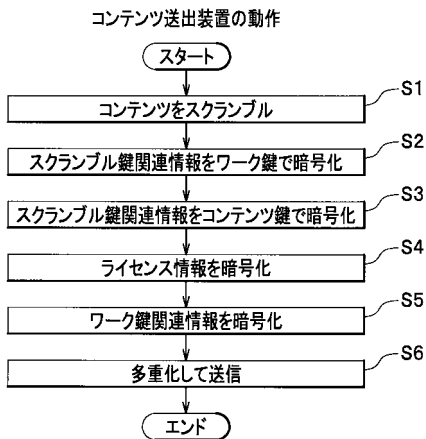 コンテンツ送出装置の動作
スタート
S1
コンテンツをスクランブル
S2
スクランブル鍵関連情報をワーク鍵で暗号化
S3
スクランブル鍵関連情報をコンテンツ鍵で暗号化
S4
ライセンス情報を暗号化
S5
ワーク鍵関連情報を暗号化
S6
多重化して送信
エンド